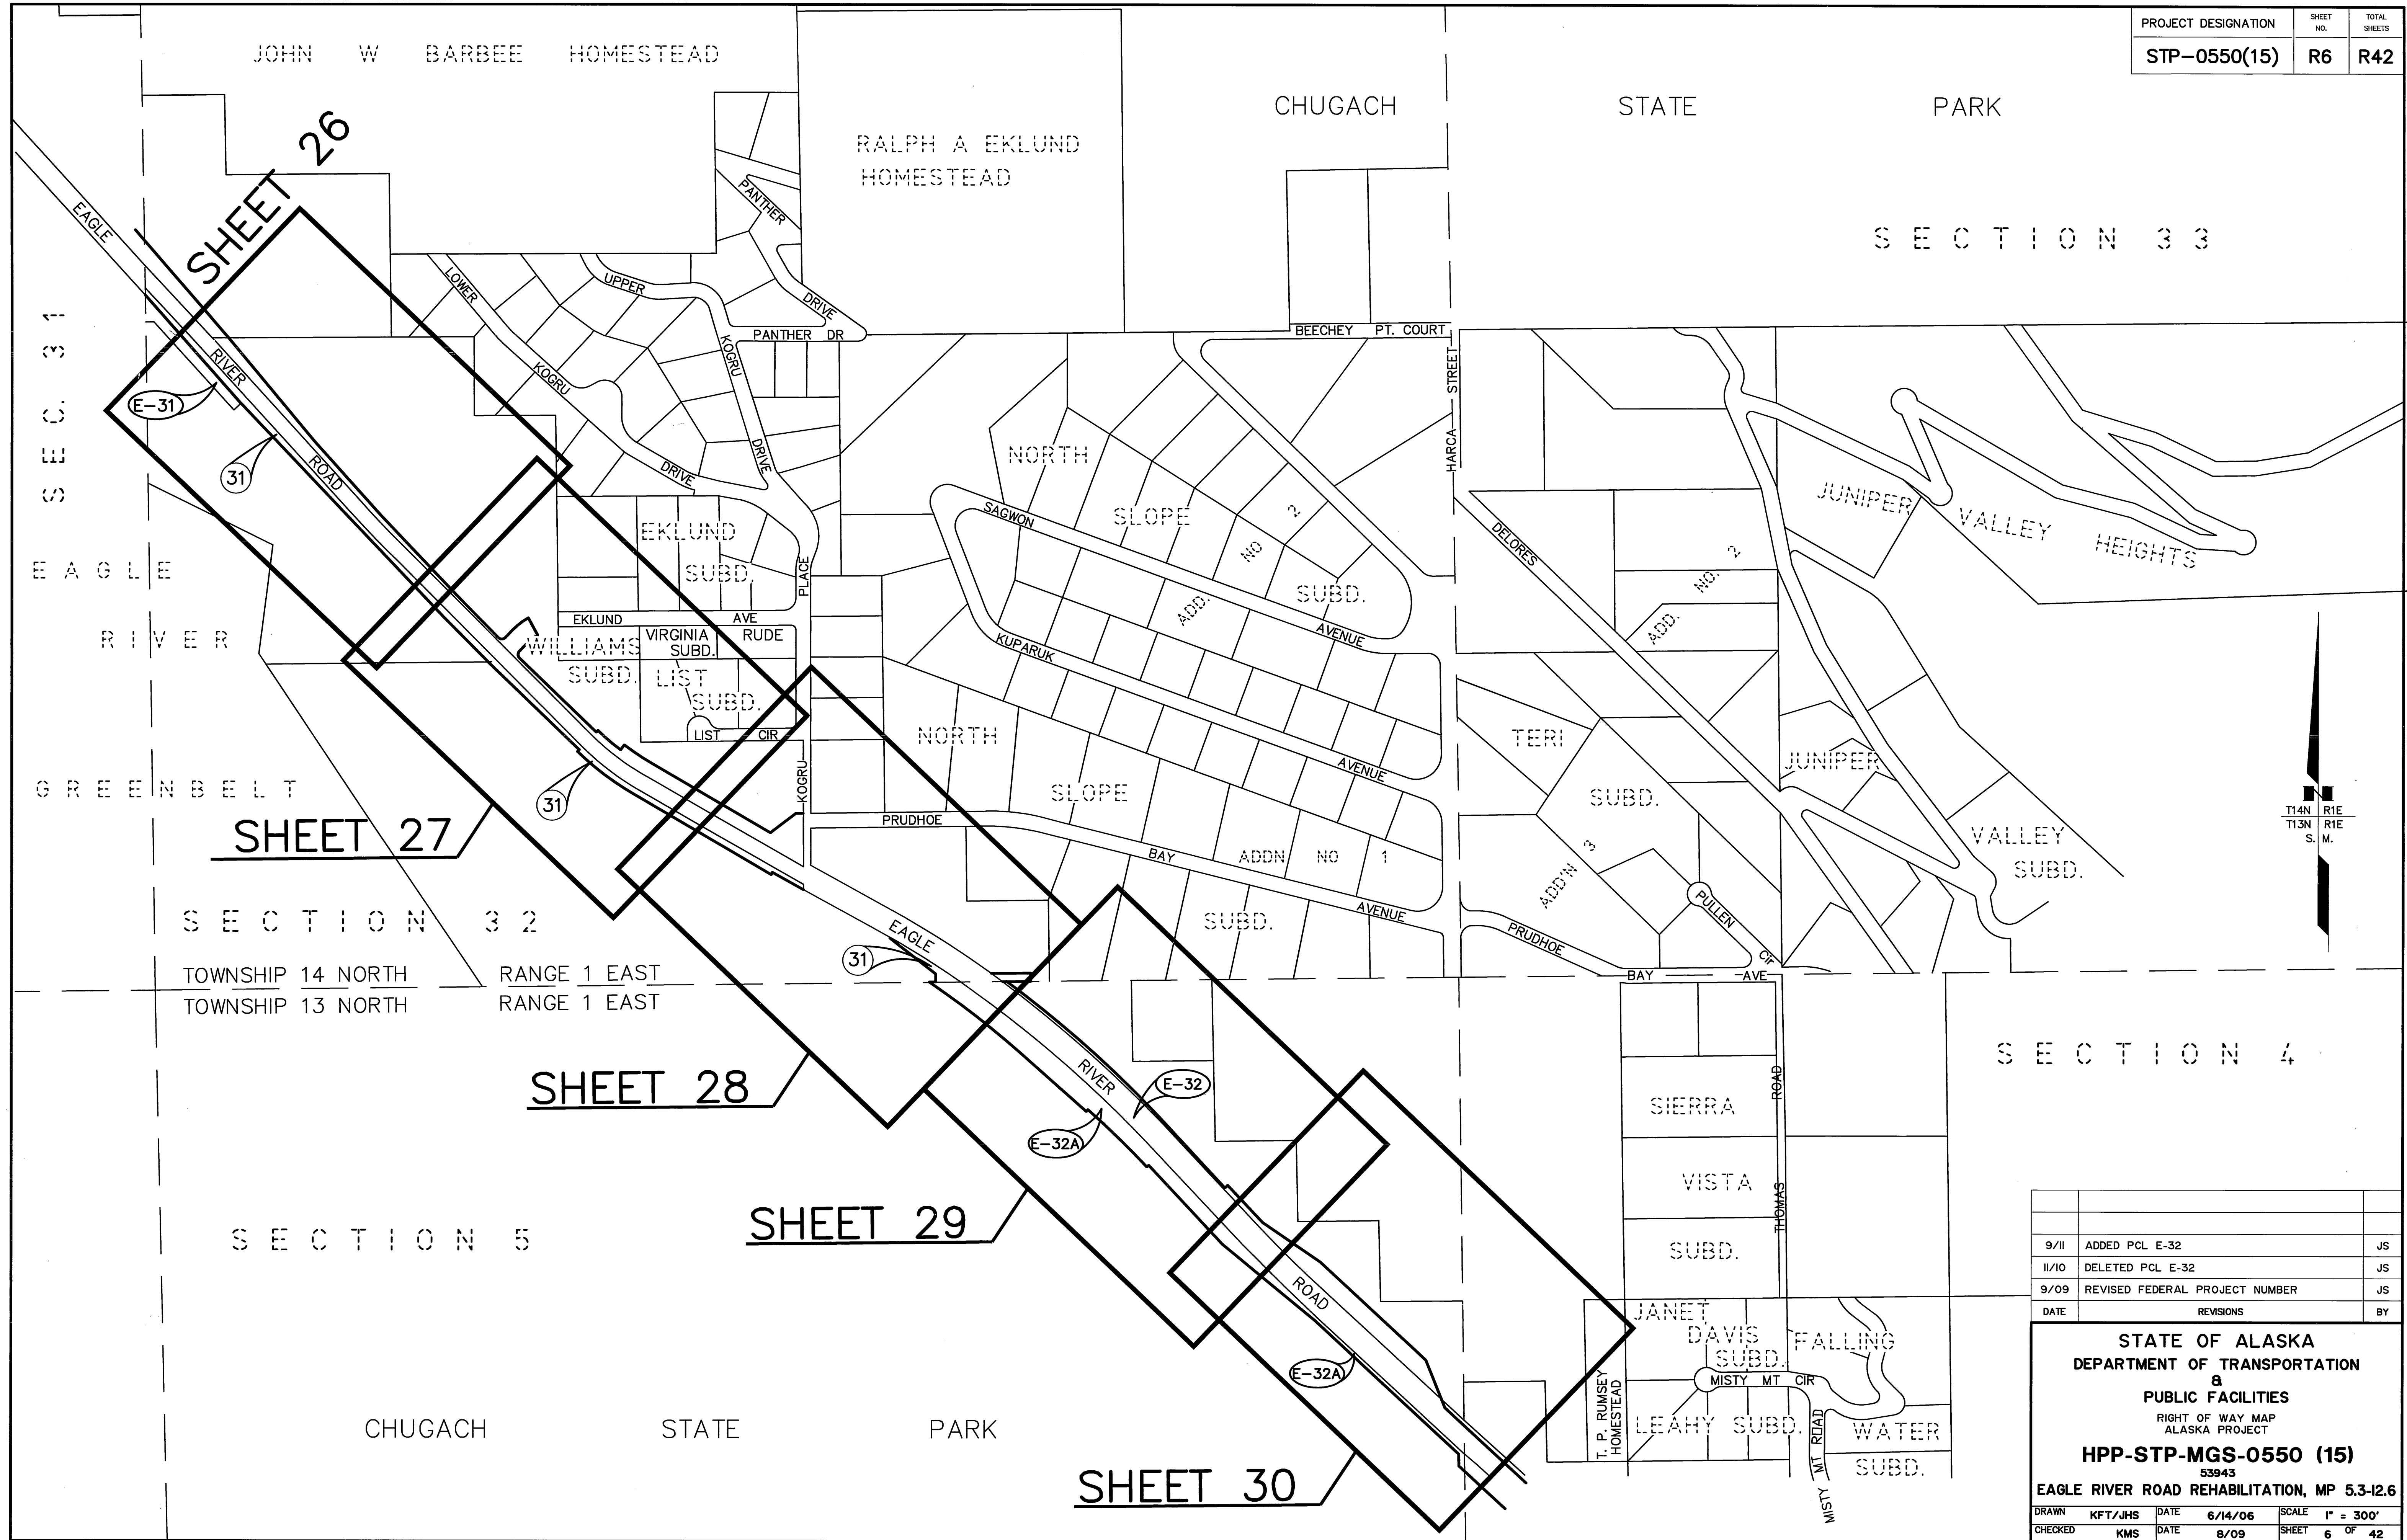 PROJECT DESIGNATION
SHEET NO.
TOTAL SHEETS
STP-0550(15)
R6
R42
JOHN W BARBEE HOMESTEAD
RALPH A EKLUND
HOMESTEAD
CHUGACH STATE PARK
SECTION 33
SHEET 26
EAGLE
RIVER
ROAD
E-31
31
SEC. 31
PANTHER
DRIVE
PANTHER DR
UPPER
KOGRU
DRIVE
LOWER
KOGRU
DRIVE
PLACE
BEECHEY PT. COURT
HARCA STREET
EKLUND
SUBD.
EKLUND AVE
WILLIAMS
SUBD.
VIRGINIA RUDE
SUBD.
LIST
SUBD.
LIST CIR
KOGRU
NORTH
SLOPE
ADD. NO 2
SUBD.
SAGWON
AVENUE
KUPARUK
AVENUE
NORTH
SLOPE
ADDN NO 1
SUBD.
PRUDHOE
BAY
AVENUE
DELORES
JUNIPER
VALLEY
HEIGHTS
ADD. NO. 2
TERI
SUBD.
ADD'N 3
JUNIPER
VALLEY
SUBD.
PULLEN Cir
PRUDHOE
BAY AVE
T14N R1E
T13N R1E
S. M.
EAGLE
RIVER
GREENBELT
31
SHEET 27
SECTION 32
TOWNSHIP 14 NORTH RANGE 1 EAST
TOWNSHIP 13 NORTH RANGE 1 EAST
EAGLE
31
RIVER
E-32
E-32A
SHEET 28
SHEET 29
SECTION 5
ROAD
E-32A
SHEET 30
CHUGACH STATE PARK
SECTION 4
SIERRA
VISTA
SUBD.
THOMAS ROAD
JANET
DAVIS
SUBD.
FALLING
WATER
SUBD.
MISTY MT CIR
LEAHY SUBD.
MISTY MT ROAD
T. P. RUMSEY
HOMESTEAD
9/11 ADDED PCL E-32 JS
11/10 DELETED PCL E-32 JS
9/09 REVISED FEDERAL PROJECT NUMBER JS
DATE REVISIONS BY
STATE OF ALASKA
DEPARTMENT OF TRANSPORTATION
&
PUBLIC FACILITIES
RIGHT OF WAY MAP
ALASKA PROJECT
HPP-STP-MGS-0550 (15)
53943
EAGLE RIVER ROAD REHABILITATION, MP 5.3-12.6
DRAWN KFT/JHS DATE 6/14/06 SCALE 1" = 300'
CHECKED KMS DATE 8/09 SHEET 6 OF 42